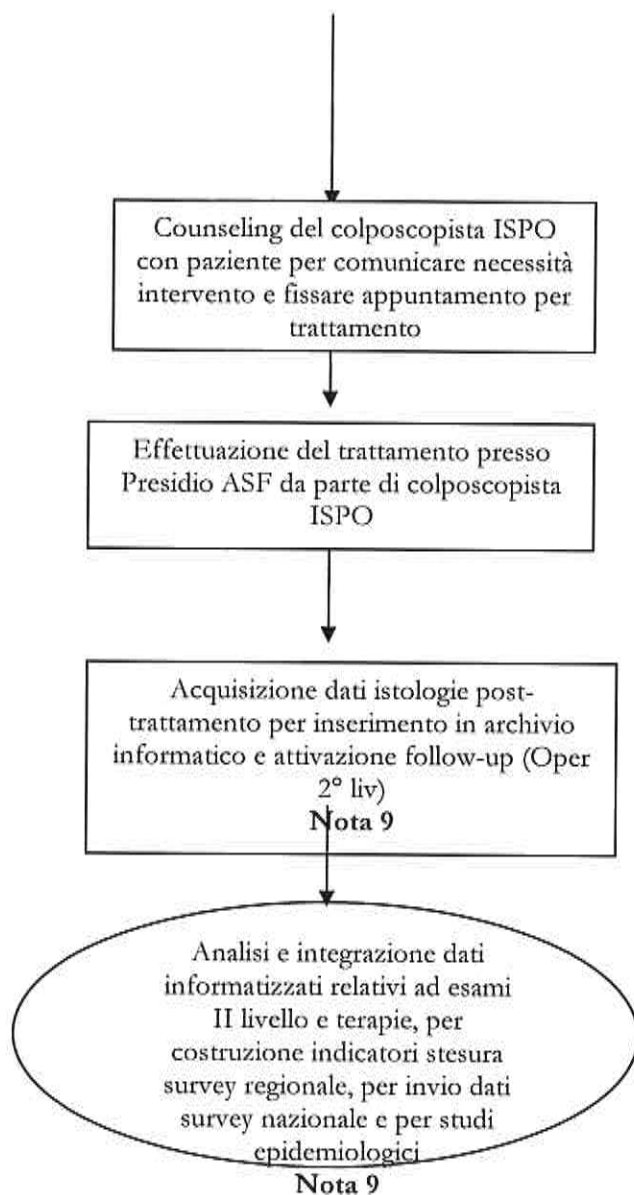 Counseling del colposcopista ISPO
con paziente per comunicare necessità
intervento e fissare appuntamento per
trattamento
Effettuazione del trattamento presso
Presidio ASF da parte di colposcopista
ISPO
Acquisizione dati istologie post-
trattamento per inserimento in archivio
informatico e attivazione follow-up (Oper
2° liv)
Nota 9
Analisi e integrazione dati
informatizzati relativi ad esami
II livello e terapie, per
costruzione indicatori stesura
survey regionale, per invio dati
survey nazionale e per studi
epidemiologici
Nota 9